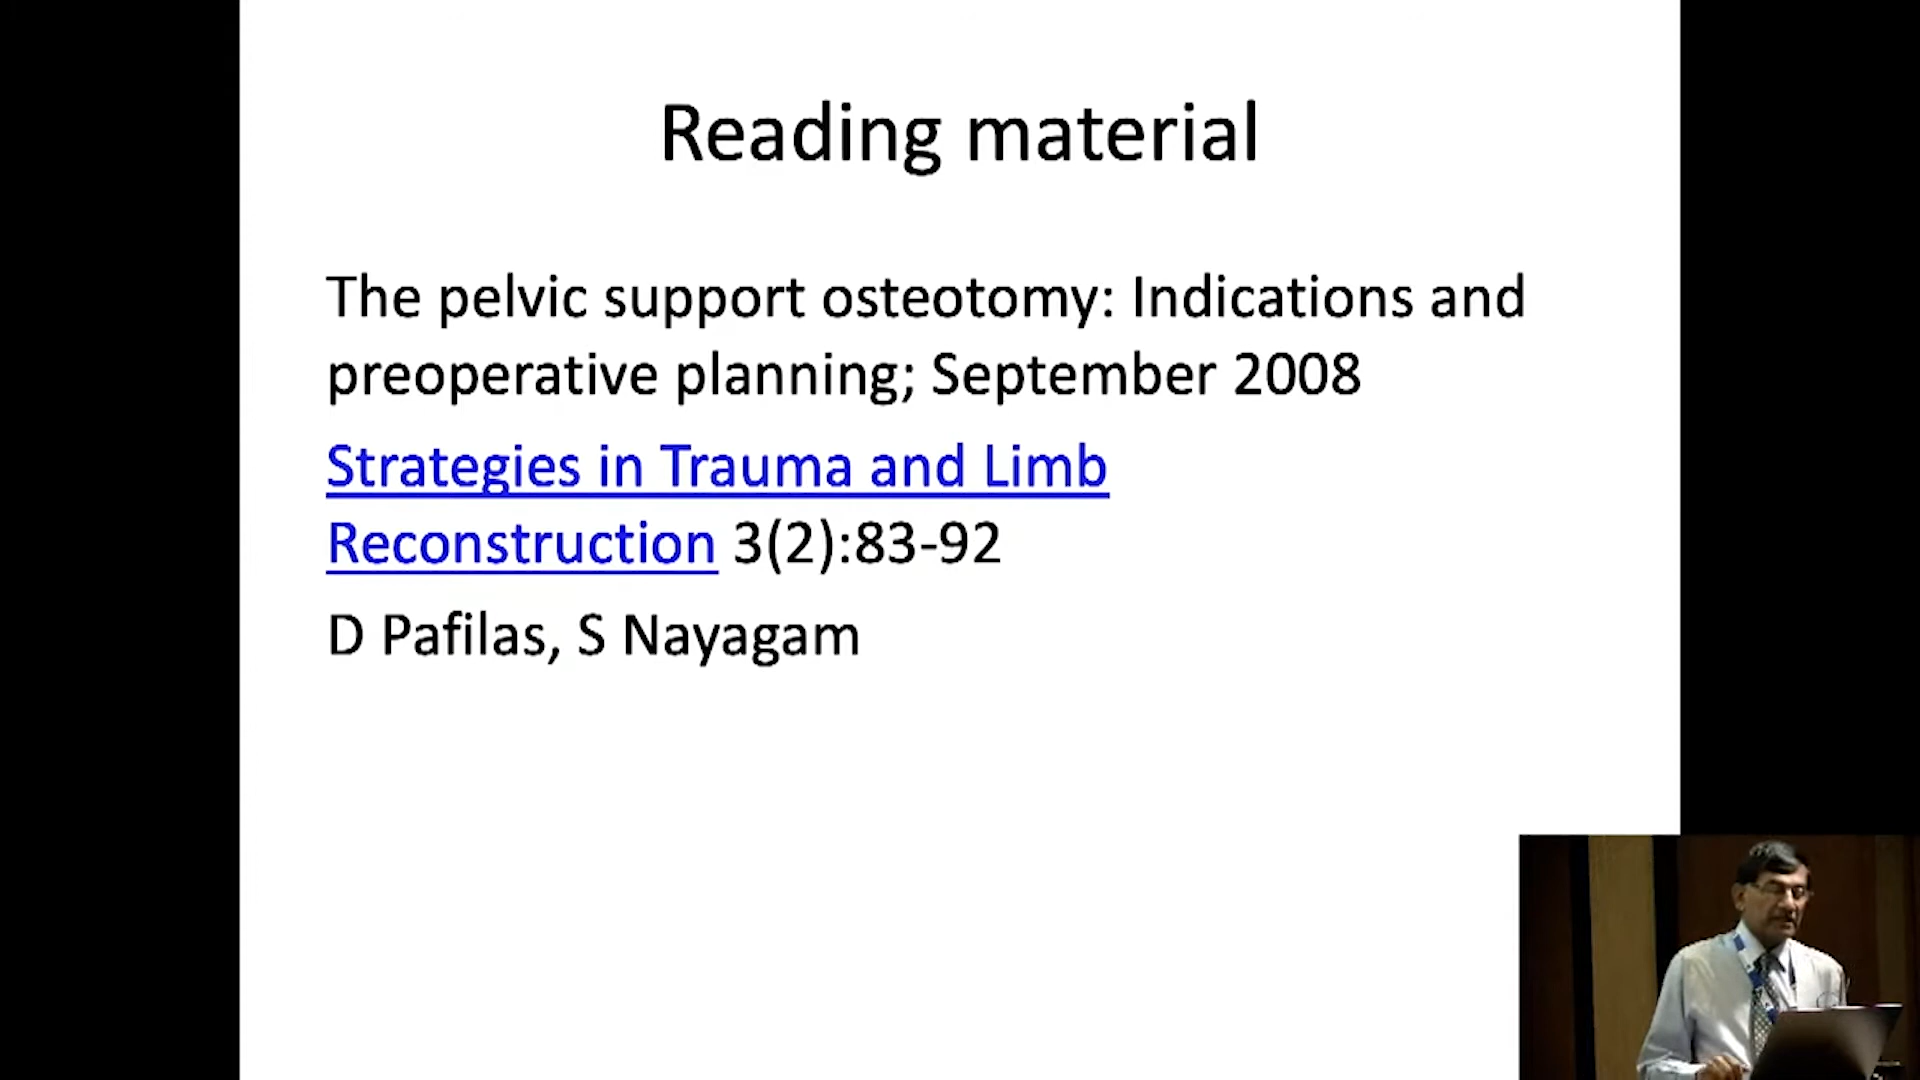 Reading material
The pelvic support osteotomy: Indications and
preoperative planning; September 2008
Strategies in Trauma and Limb
Reconstruction 3(2):83-92
D Pafilas, S Nayagam